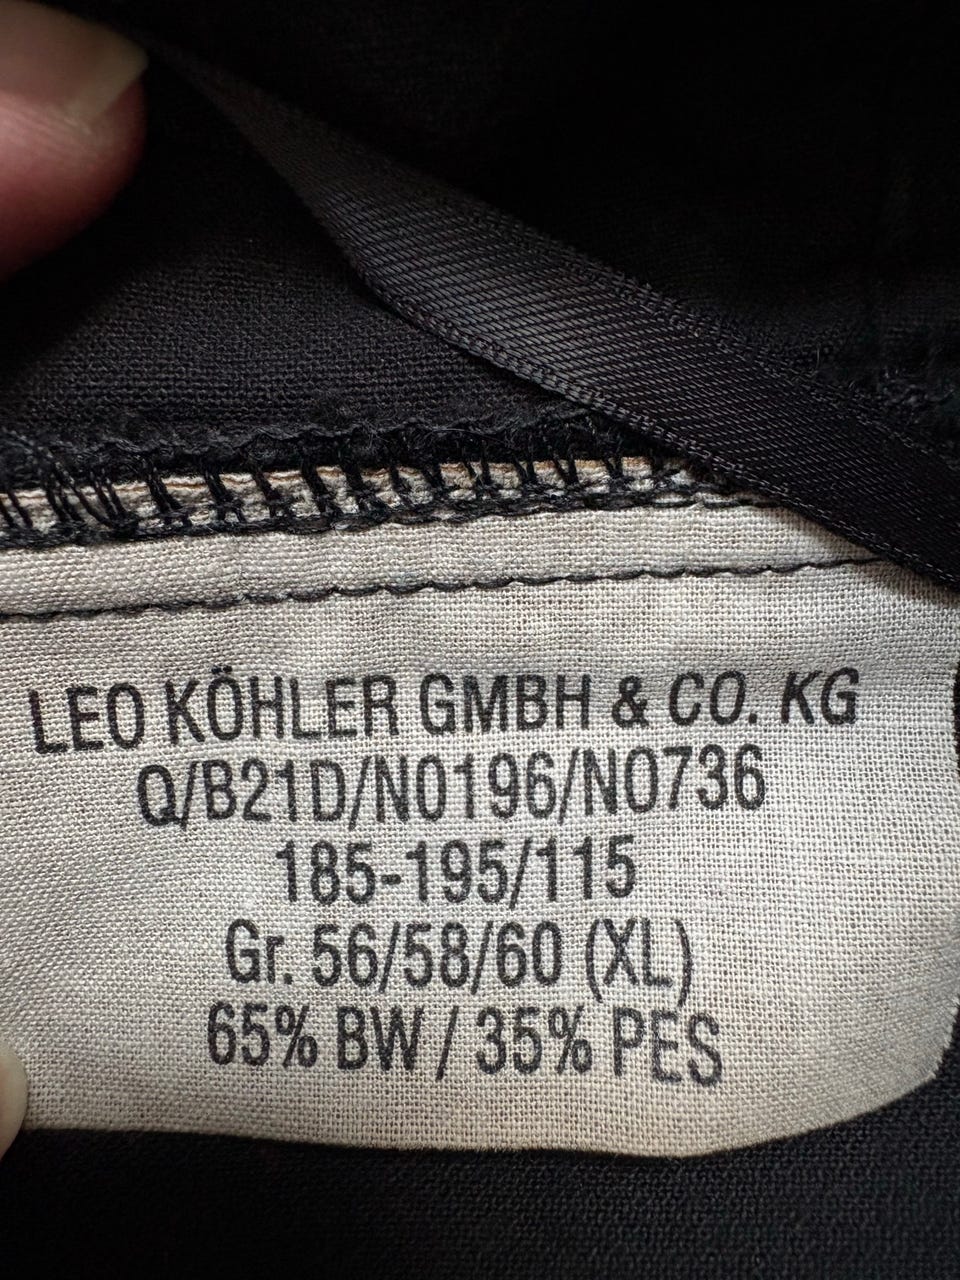 LEO KÖHLER GMBH & CO. KG
Q/B21D/N0196/N0736
185-195/115
Gr. 56/58/60 (XL)
65% BW / 35% PES